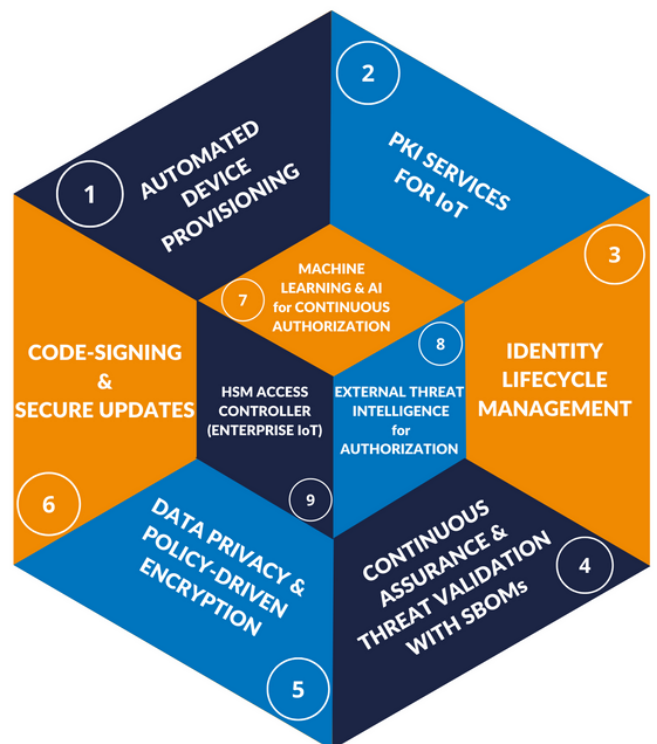 1
AUTOMATED
DEVICE
PROVISIONING
2
PKI SERVICES
FOR IoT
3
IDENTITY
LIFECYCLE
MANAGEMENT
CONTINUOUS
ASSURANCE &
THREAT VALIDATION
WITH SBOMs
4
DATA PRIVACY &
POLICY-DRIVEN
ENCRYPTION
5
CODE-SIGNING
&
SECURE UPDATES
6
MACHINE
LEARNING & AI
for CONTINUOUS
AUTHORIZATION
7
8
EXTERNAL THREAT
INTELLIGENCE
for
AUTHORIZATION
HSM ACCESS
CONTROLLER
(ENTERPRISE IoT)
9